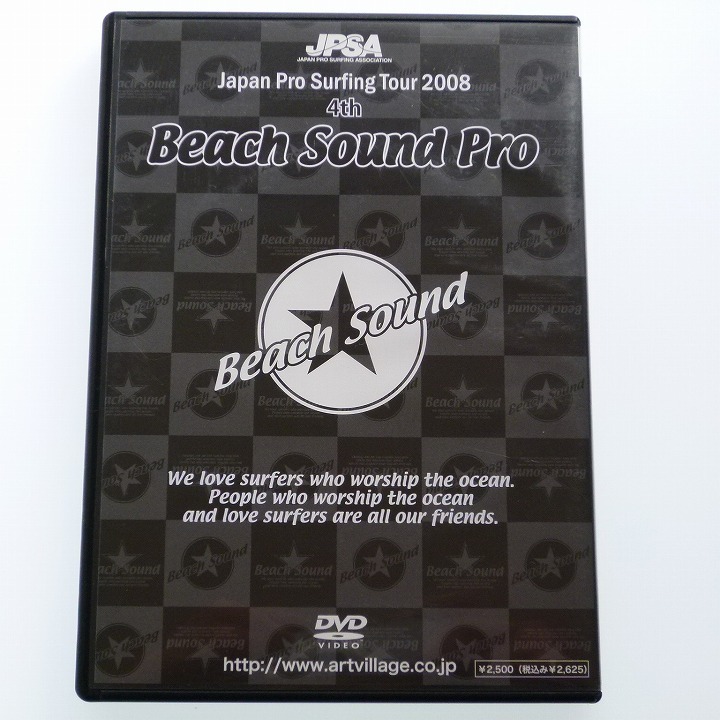 JPSA
JAPAN PRO SURFING ASSOCIATION
Japan Pro Surfing Tour 2008
4th
Beach Sound Pro
Beach Sound
We love surfers who worship the ocean.
People who worship the ocean
and love surfers are all our friends.
DVD
VIDEO
http://www.artvillage.co.jp
¥2,500（税込み¥2,625）